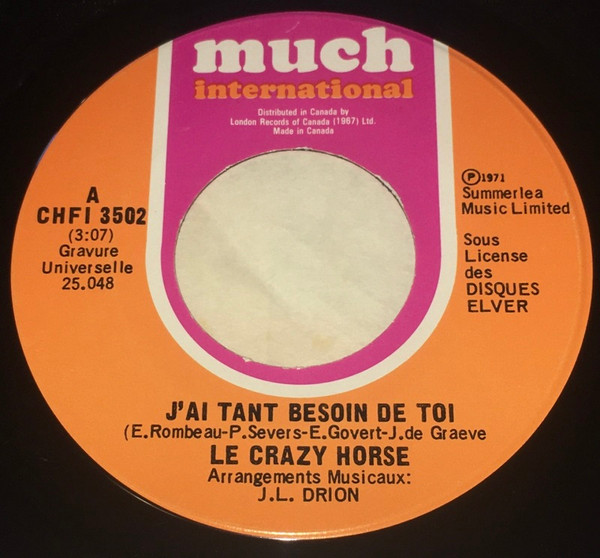 much
international
Distributed in Canada by
London Records of Canada (1967) Ltd.
Made in Canada
A
CHFI 3502
(3:07)
Gravure
Universelle
25.048
Ⓟ1971
Summerlea
Music Limited
Sous
License
des
DISQUES
ELVER
J'AI TANT BESOIN DE TOI
(E.Rombeau-P.Severs-E.Govert-J.de Graeve
LE CRAZY HORSE
Arrangements Musicaux:
J.L. DRION